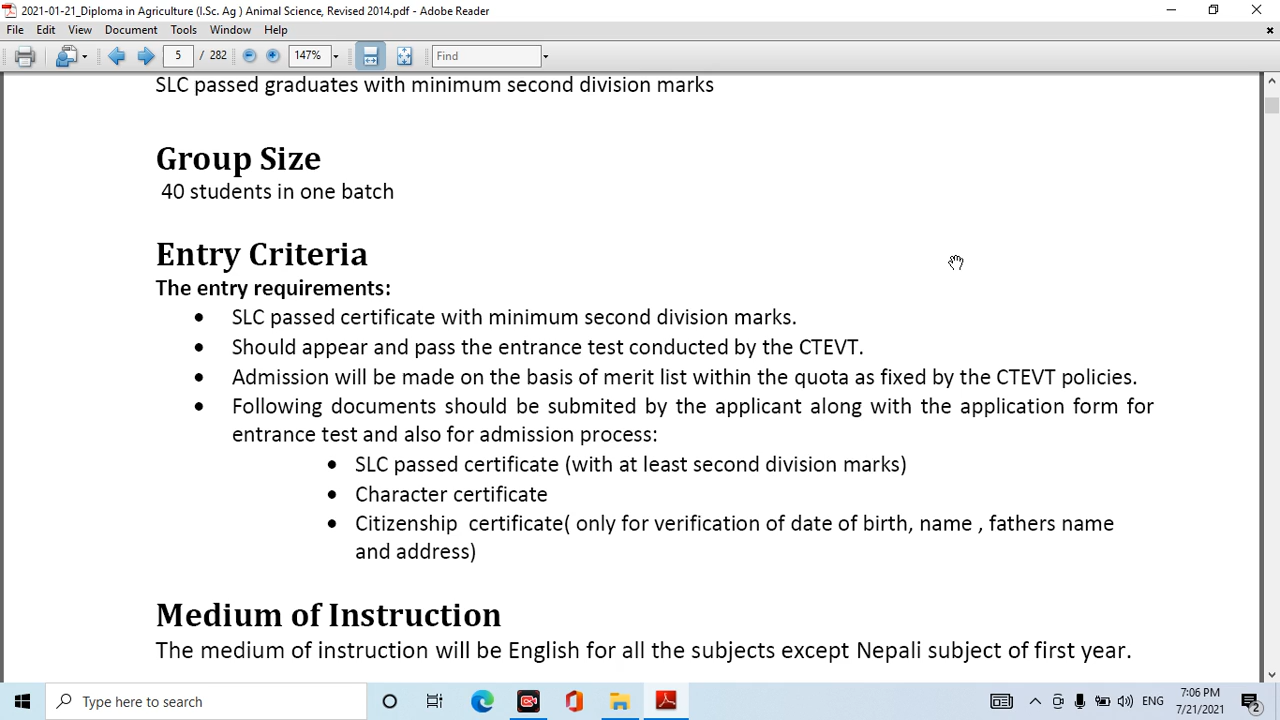 2021-01-21_Diploma in Agriculture (I.Sc. Ag ) Animal Science, Revised 2014.pdf - Adobe Reader
File Edit View Document Tools Window Help
5 / 282 147% Find
SLC passed graduates with minimum second division marks
Group Size
40 students in one batch
Entry Criteria
The entry requirements:
• SLC passed certificate with minimum second division marks.
• Should appear and pass the entrance test conducted by the CTEVT.
• Admission will be made on the basis of merit list within the quota as fixed by the CTEVT policies.
• Following documents should be submited by the applicant along with the application form for
entrance test and also for admission process:
• SLC passed certificate (with at least second division marks)
• Character certificate
• Citizenship certificate( only for verification of date of birth, name , fathers name
and address)
Medium of Instruction
The medium of instruction will be English for all the subjects except Nepali subject of first year.
Type here to search
ENG
7:06 PM
7/21/2021
2